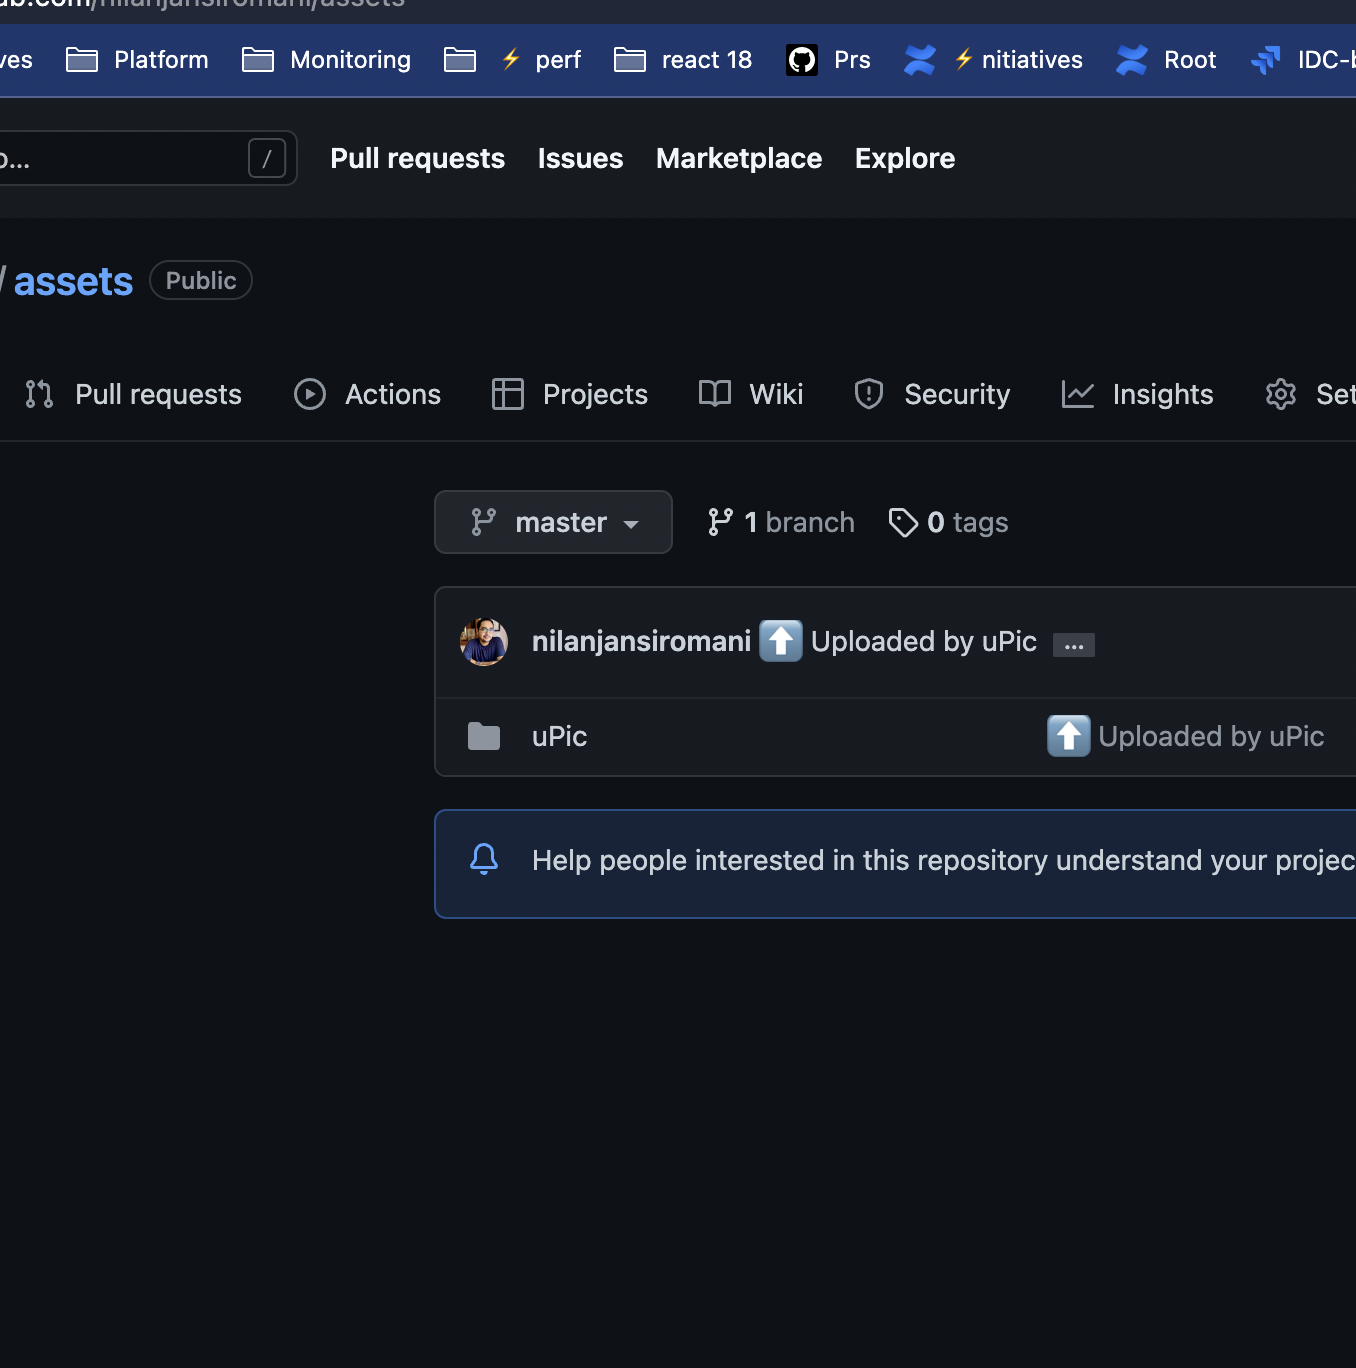 ub.com/nilanjansiromani/assets
ves Platform Monitoring ⚡ perf react 18 Prs ⚡ nitiatives Root IDC-b
o... / Pull requests Issues Marketplace Explore
/ assets Public
Pull requests Actions Projects Wiki Security Insights Set
master 1 branch 0 tags
nilanjansiromani ⬆️ Uploaded by uPic ...
uPic ⬆️ Uploaded by uPic
Help people interested in this repository understand your projec